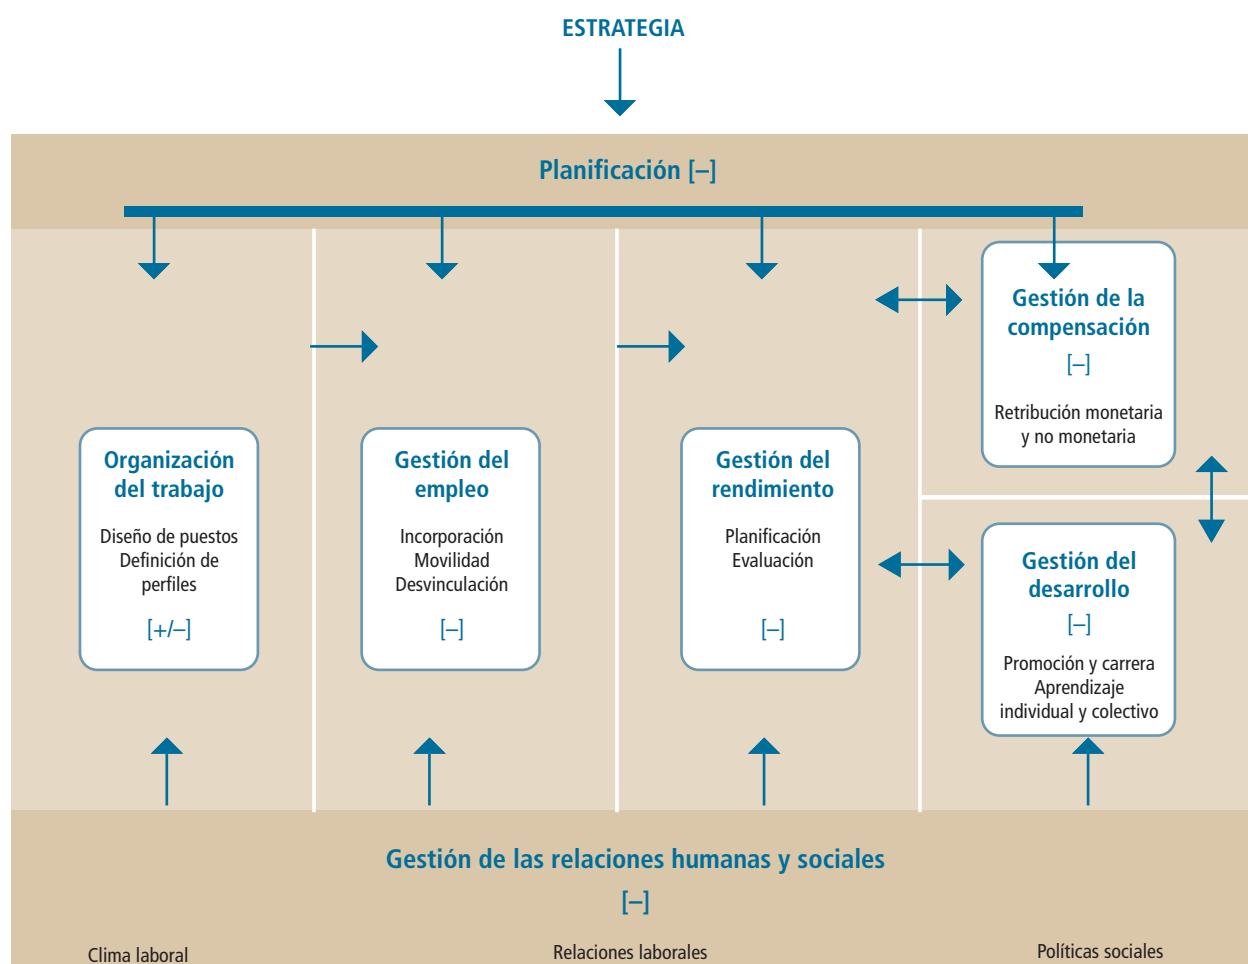 ESTRATEGIA
Planificación [–]
Organización
del trabajo
Diseño de puestos
Definición de
perfiles
[+/–]
Gestión del
empleo
Incorporación
Movilidad
Desvinculación
[–]
Gestión del
rendimiento
Planificación
Evaluación
[–]
Gestión de la
compensación
[–]
Retribución monetaria
y no monetaria
Gestión del
desarrollo
[–]
Promoción y carrera
Aprendizaje
individual y colectivo
Gestión de las relaciones humanas y sociales
[–]
Clima laboral
Relaciones laborales
Políticas sociales